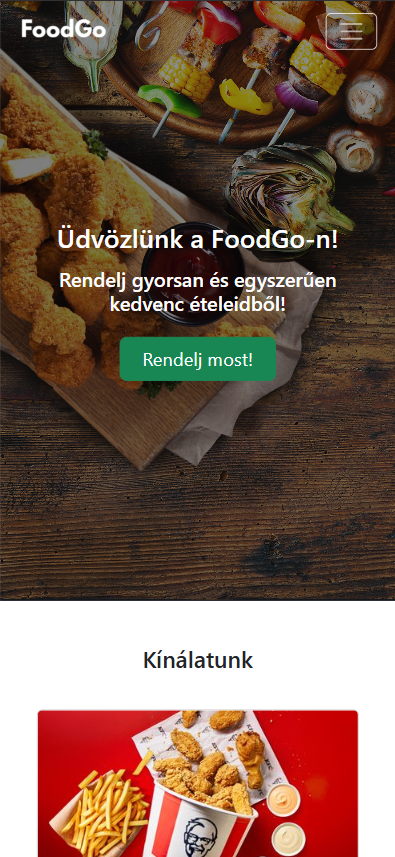 FoodGo
Üdvözlünk a FoodGo-n!
Rendelj gyorsan és egyszerűen
kedvenc ételeidből!
Rendelj most!
Kínálatunk